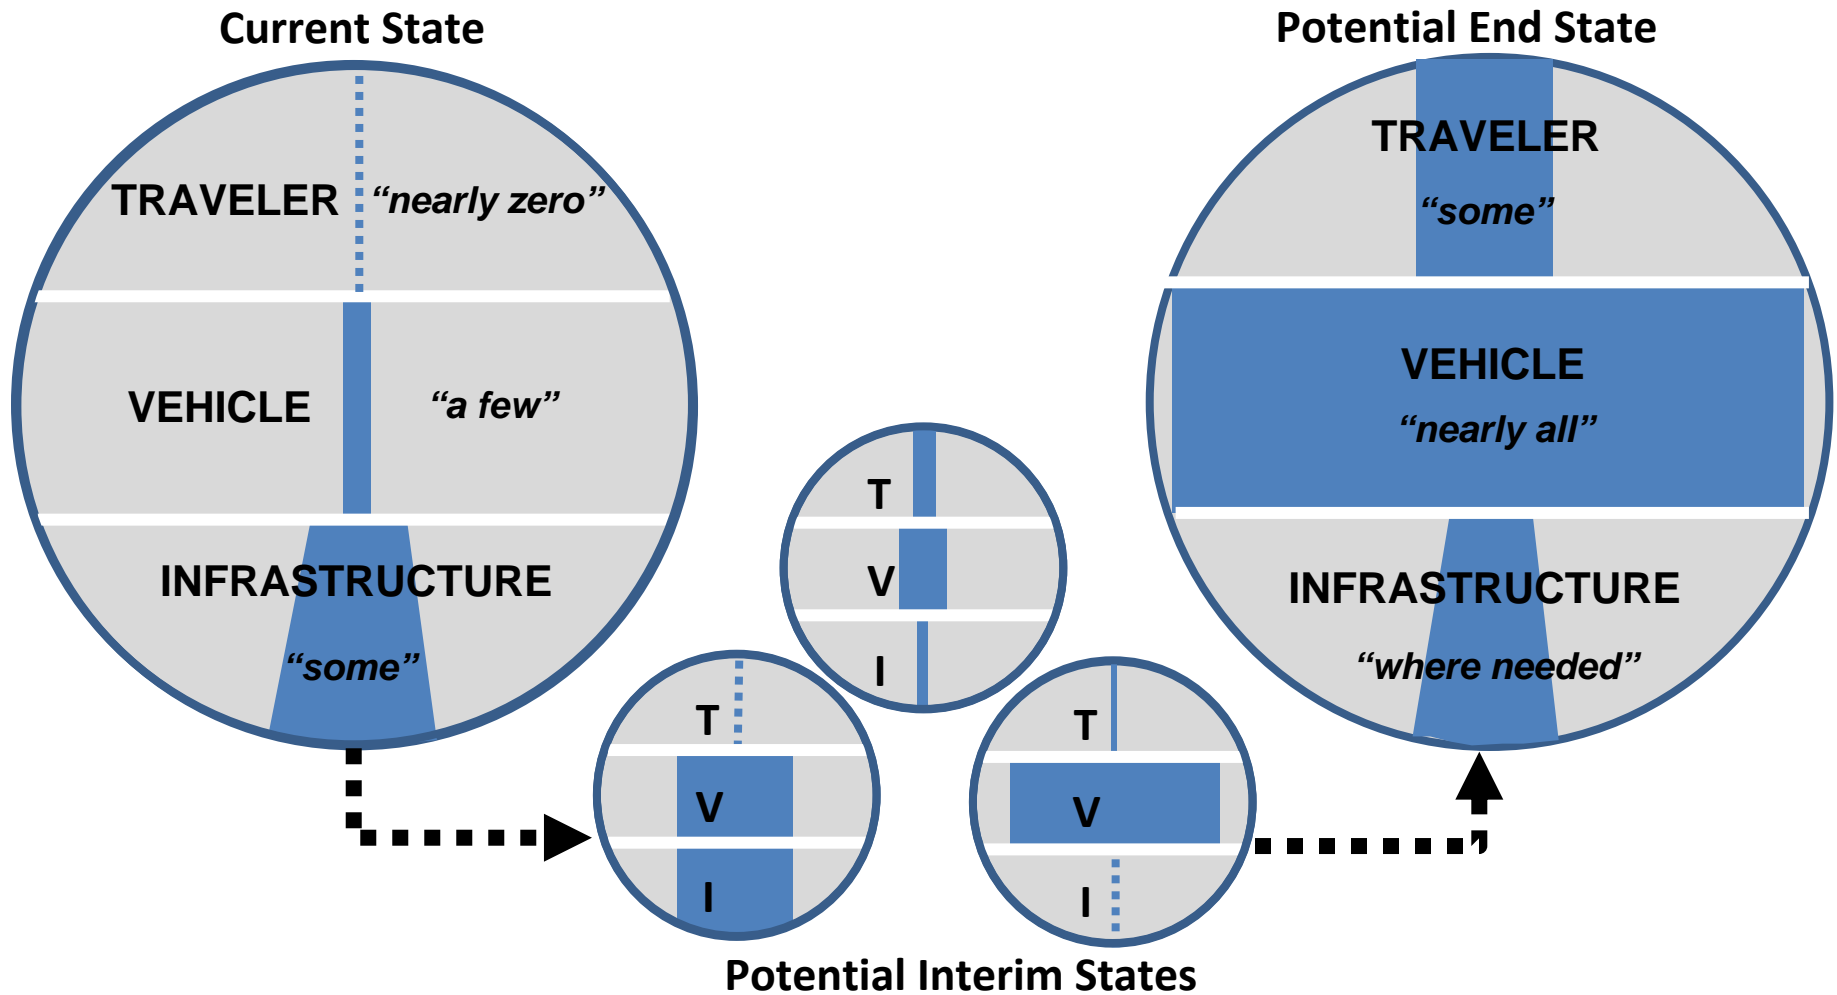 Current State
TRAVELER “nearly zero”
VEHICLE “a few”
INFRASTRUCTURE
“some”
Potential End State
TRAVELER
“some”
VEHICLE
“nearly all”
INFRASTRUCTURE
“where needed”
T
V
I
T
V
I
T
V
I
Potential Interim States